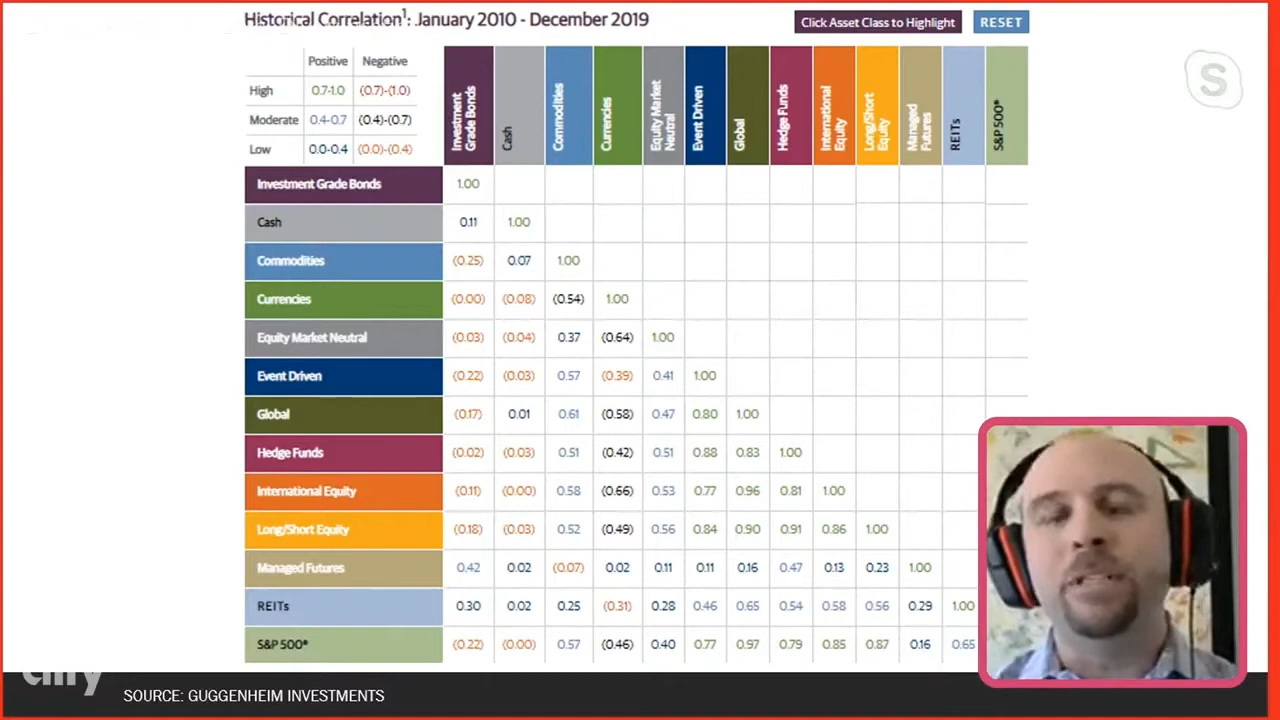 Historical Correlation¹: January 2010 - December 2019
Click Asset Class to Highlight
RESET
Positive Negative
High 0.7-1.0 (0.7)-(1.0)
Moderate 0.4-0.7 (0.4)-(0.7)
Low 0.0-0.4 (0.0)-(0.4)
Investment Grade Bonds
Cash
Commodities
Currencies
Equity Market Neutral
Event Driven
Global
Hedge Funds
International Equity
Long/Short Equity
Managed Futures
REITs
S&P 500®
Investment Grade Bonds 1.00
Cash 0.11 1.00
Commodities (0.25) 0.07 1.00
Currencies (0.00) (0.08) (0.54) 1.00
Equity Market Neutral (0.03) (0.04) 0.37 (0.64) 1.00
Event Driven (0.22) (0.03) 0.57 (0.39) 0.41 1.00
Global (0.17) 0.01 0.61 (0.58) 0.47 0.80 1.00
Hedge Funds (0.02) (0.03) 0.51 (0.42) 0.51 0.88 0.83 1.00
International Equity (0.11) (0.00) 0.58 (0.66) 0.53 0.77 0.96 0.81 1.00
Long/Short Equity (0.18) (0.03) 0.52 (0.49) 0.56 0.84 0.90 0.91 0.86 1.00
Managed Futures 0.42 0.02 (0.07) 0.02 0.11 0.11 0.16 0.47 0.13 0.23 1.00
REITs 0.30 0.02 0.25 (0.31) 0.28 0.46 0.65 0.54 0.58 0.56 0.29 1.00
S&P 500® (0.22) (0.00) 0.57 (0.46) 0.40 0.77 0.97 0.79 0.85 0.87 0.16 0.65
ally
SOURCE: GUGGENHEIM INVESTMENTS
S